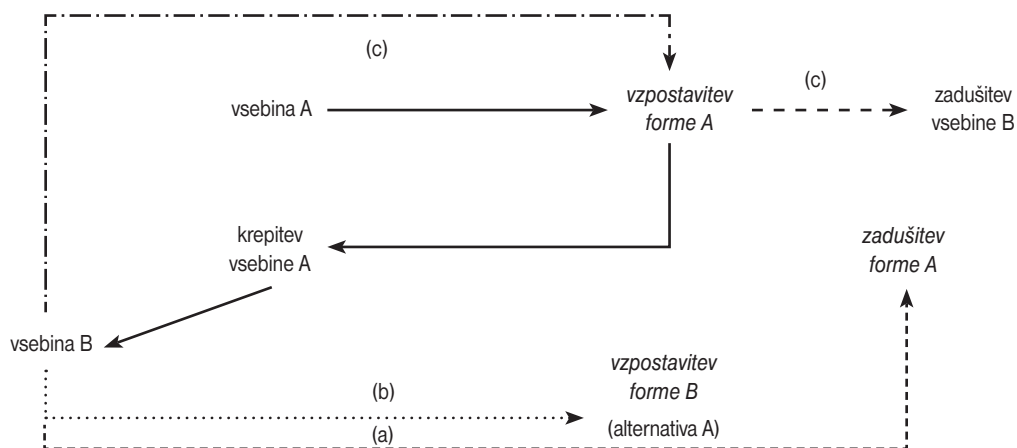 (c)
vsebina A
vzpostavitev
forme A
(c)
zadušitev
vsebine B
krepitev
vsebine A
zadušitev
forme A
vsebina B
vzpostavitev
forme B
(alternativa A)
(b)
(a)